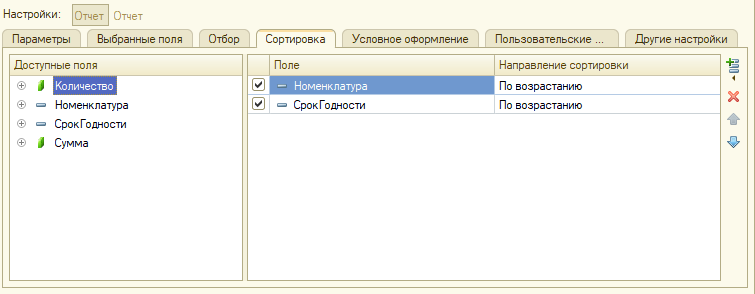 Настройки: Отчет Отчет
Параметры Выбранные поля Отбор Сортировка Условное оформление Пользовательские ... Другие настройки
Доступные поля Поле Направление сортировки
Количество Номенклатура По возрастанию
Номенклатура СрокГодности По возрастанию
СрокГодности
Сумма